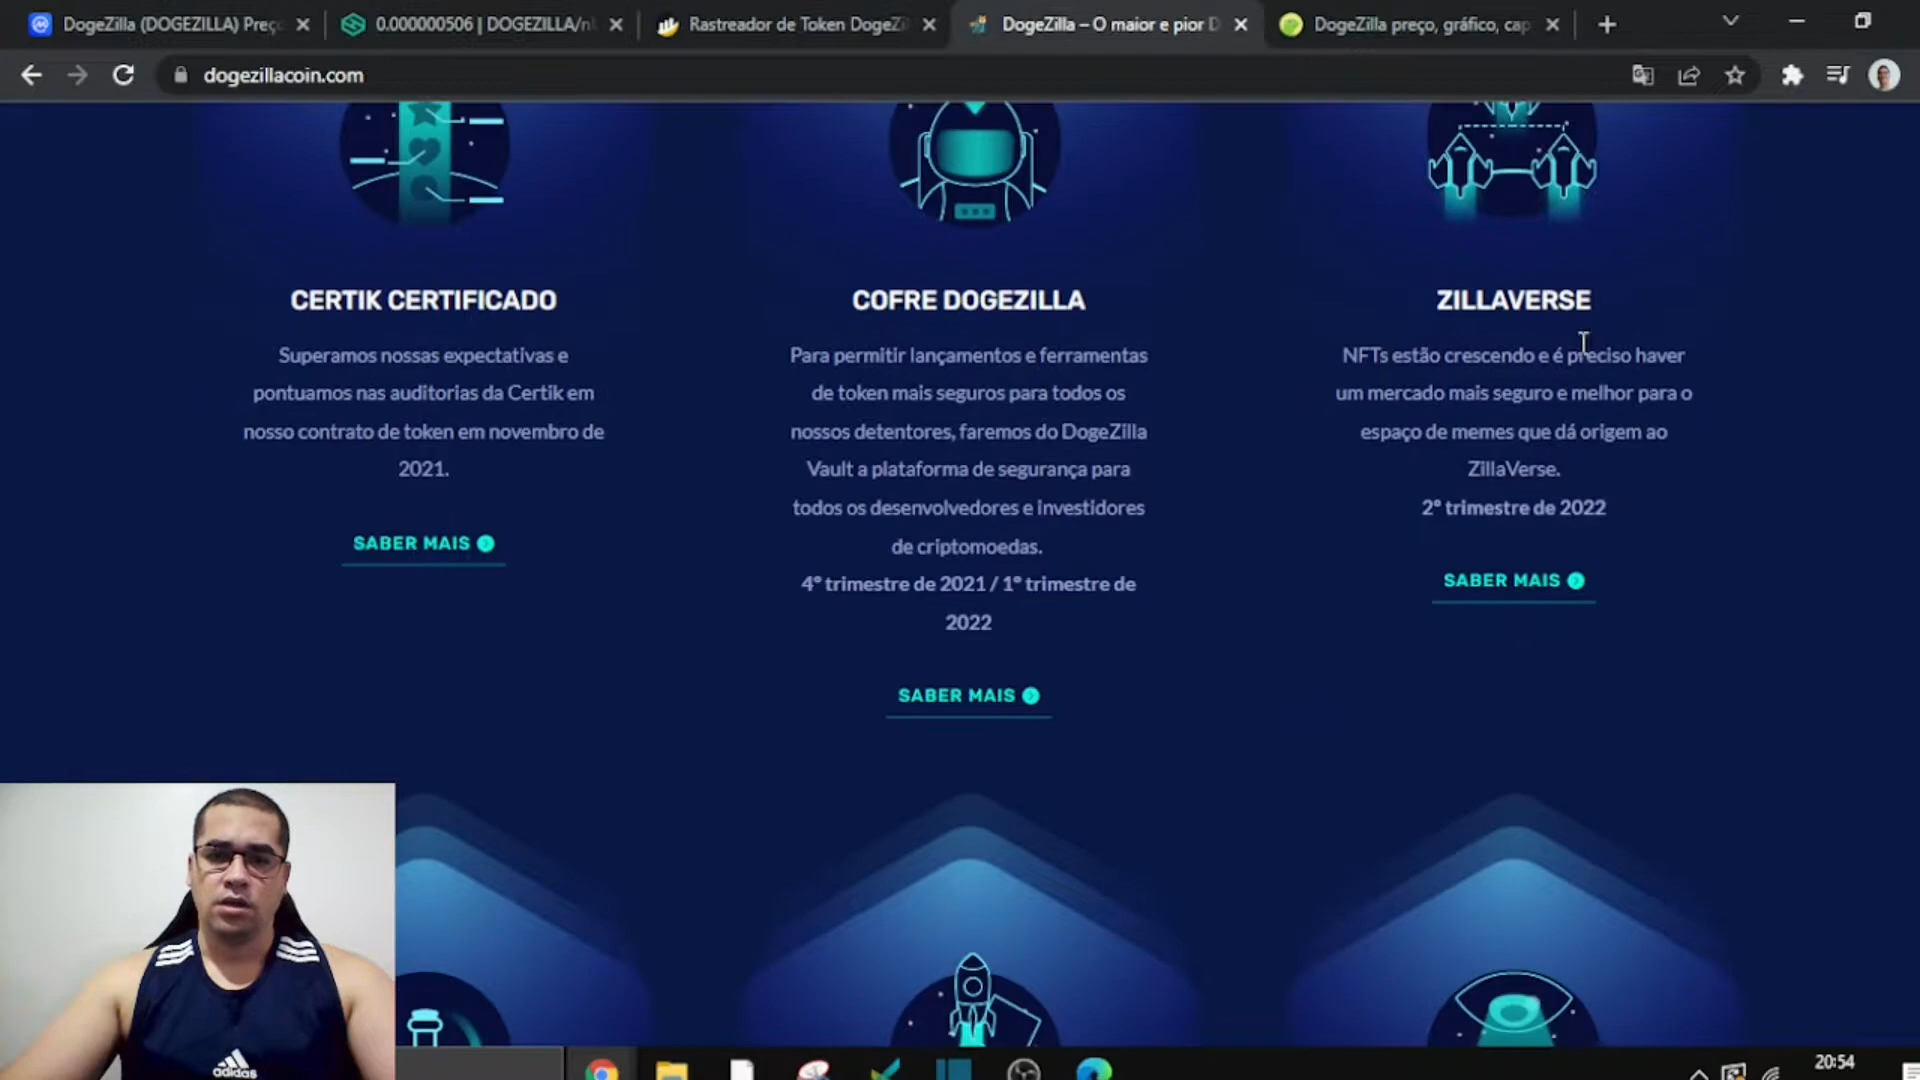 DogeZilla (DOGEZILLA) Preç
0.000000506 | DOGEZILLA/n
Rastreador de Token DogeZi
DogeZilla – O maior e pior D
DogeZilla preço, gráfico, cap
dogezillacoin.com
CERTIK CERTIFICADO
Superamos nossas expectativas e
pontuamos nas auditorias da Certik em
nosso contrato de token em novembro de
2021.
SABER MAIS
COFRE DOGEZILLA
Para permitir lançamentos e ferramentas
de token mais seguros para todos os
nossos detentores, faremos do DogeZilla
Vault a plataforma de segurança para
todos os desenvolvedores e investidores
de criptomoedas.
4º trimestre de 2021 / 1º trimestre de
2022
SABER MAIS
ZILLAVERSE
NFTs estão crescendo e é preciso haver
um mercado mais seguro e melhor para o
espaço de memes que dá origem ao
ZillaVerse.
2º trimestre de 2022
SABER MAIS
adidas
20:54